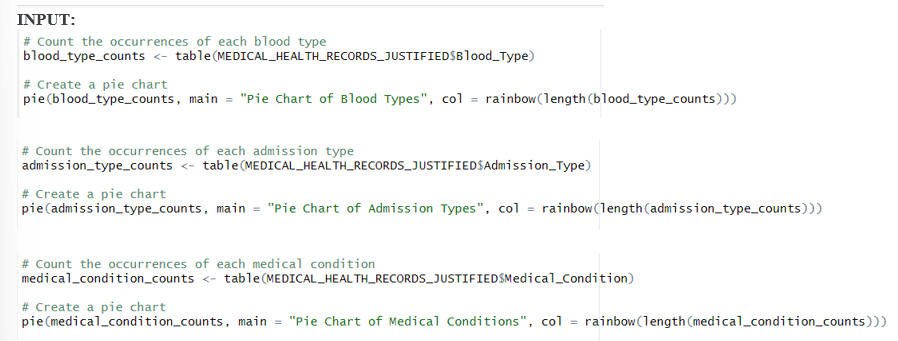 INPUT:
# Count the occurrences of each blood type
blood_type_counts <- table(MEDICAL_HEALTH_RECORDS_JUSTIFIED$Blood_Type)
# Create a pie chart
pie(blood_type_counts, main = "Pie Chart of Blood Types", col = rainbow(length(blood_type_counts)))
# Count the occurrences of each admission type
admission_type_counts <- table(MEDICAL_HEALTH_RECORDS_JUSTIFIED$Admission_Type)
# Create a pie chart
pie(admission_type_counts, main = "Pie Chart of Admission Types", col = rainbow(length(admission_type_counts)))
# Count the occurrences of each medical condition
medical_condition_counts <- table(MEDICAL_HEALTH_RECORDS_JUSTIFIED$Medical_Condition)
# Create a pie chart
pie(medical_condition_counts, main = "Pie Chart of Medical Conditions", col = rainbow(length(medical_condition_counts)))